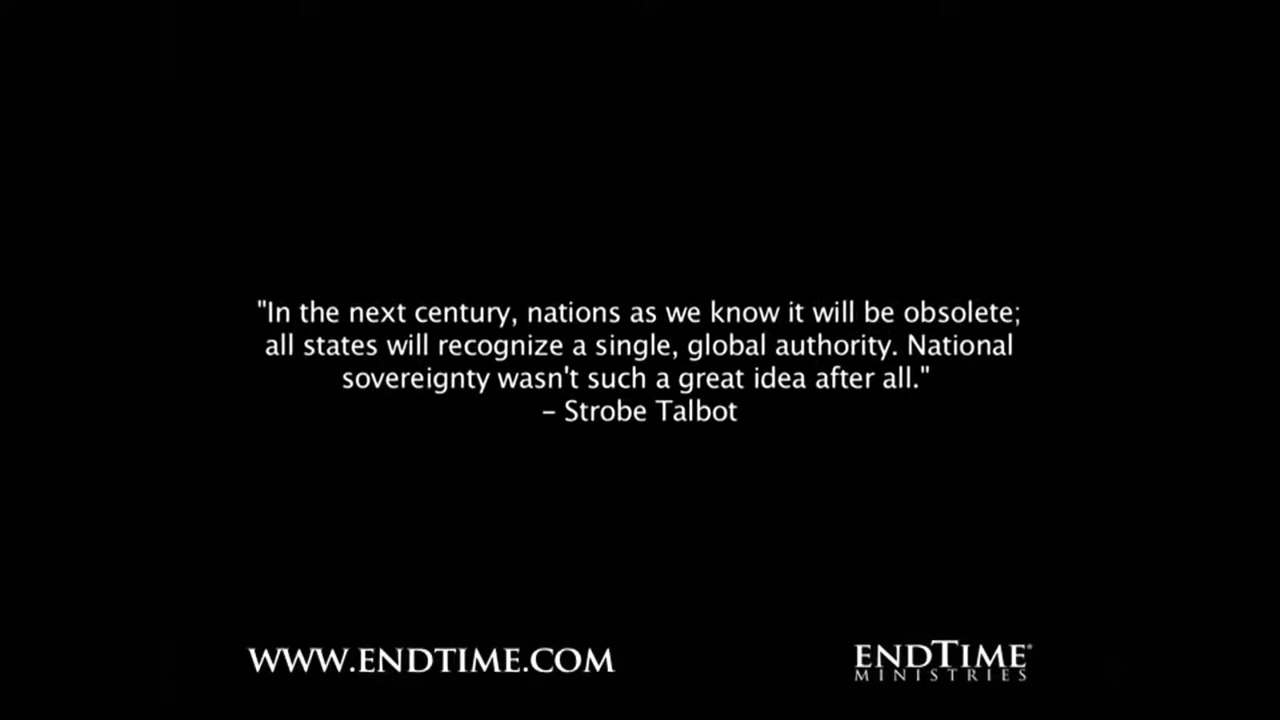 "In the next century, nations as we know it will be obsolete;
all states will recognize a single, global authority. National
sovereignty wasn't such a great idea after all."
– Strobe Talbot
WWW.ENDTIME.COM
ENDTIME®
MINISTRIES